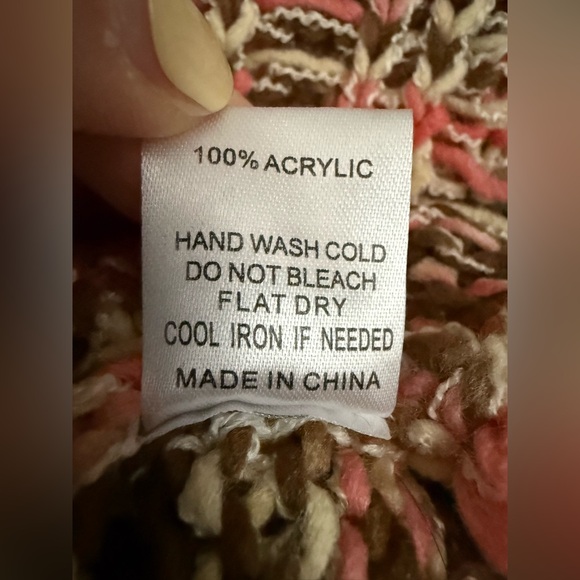 100% ACRYLIC
HAND WASH COLD
DO NOT BLEACH
FLAT DRY
COOL IRON IF NEEDED
MADE IN CHINA